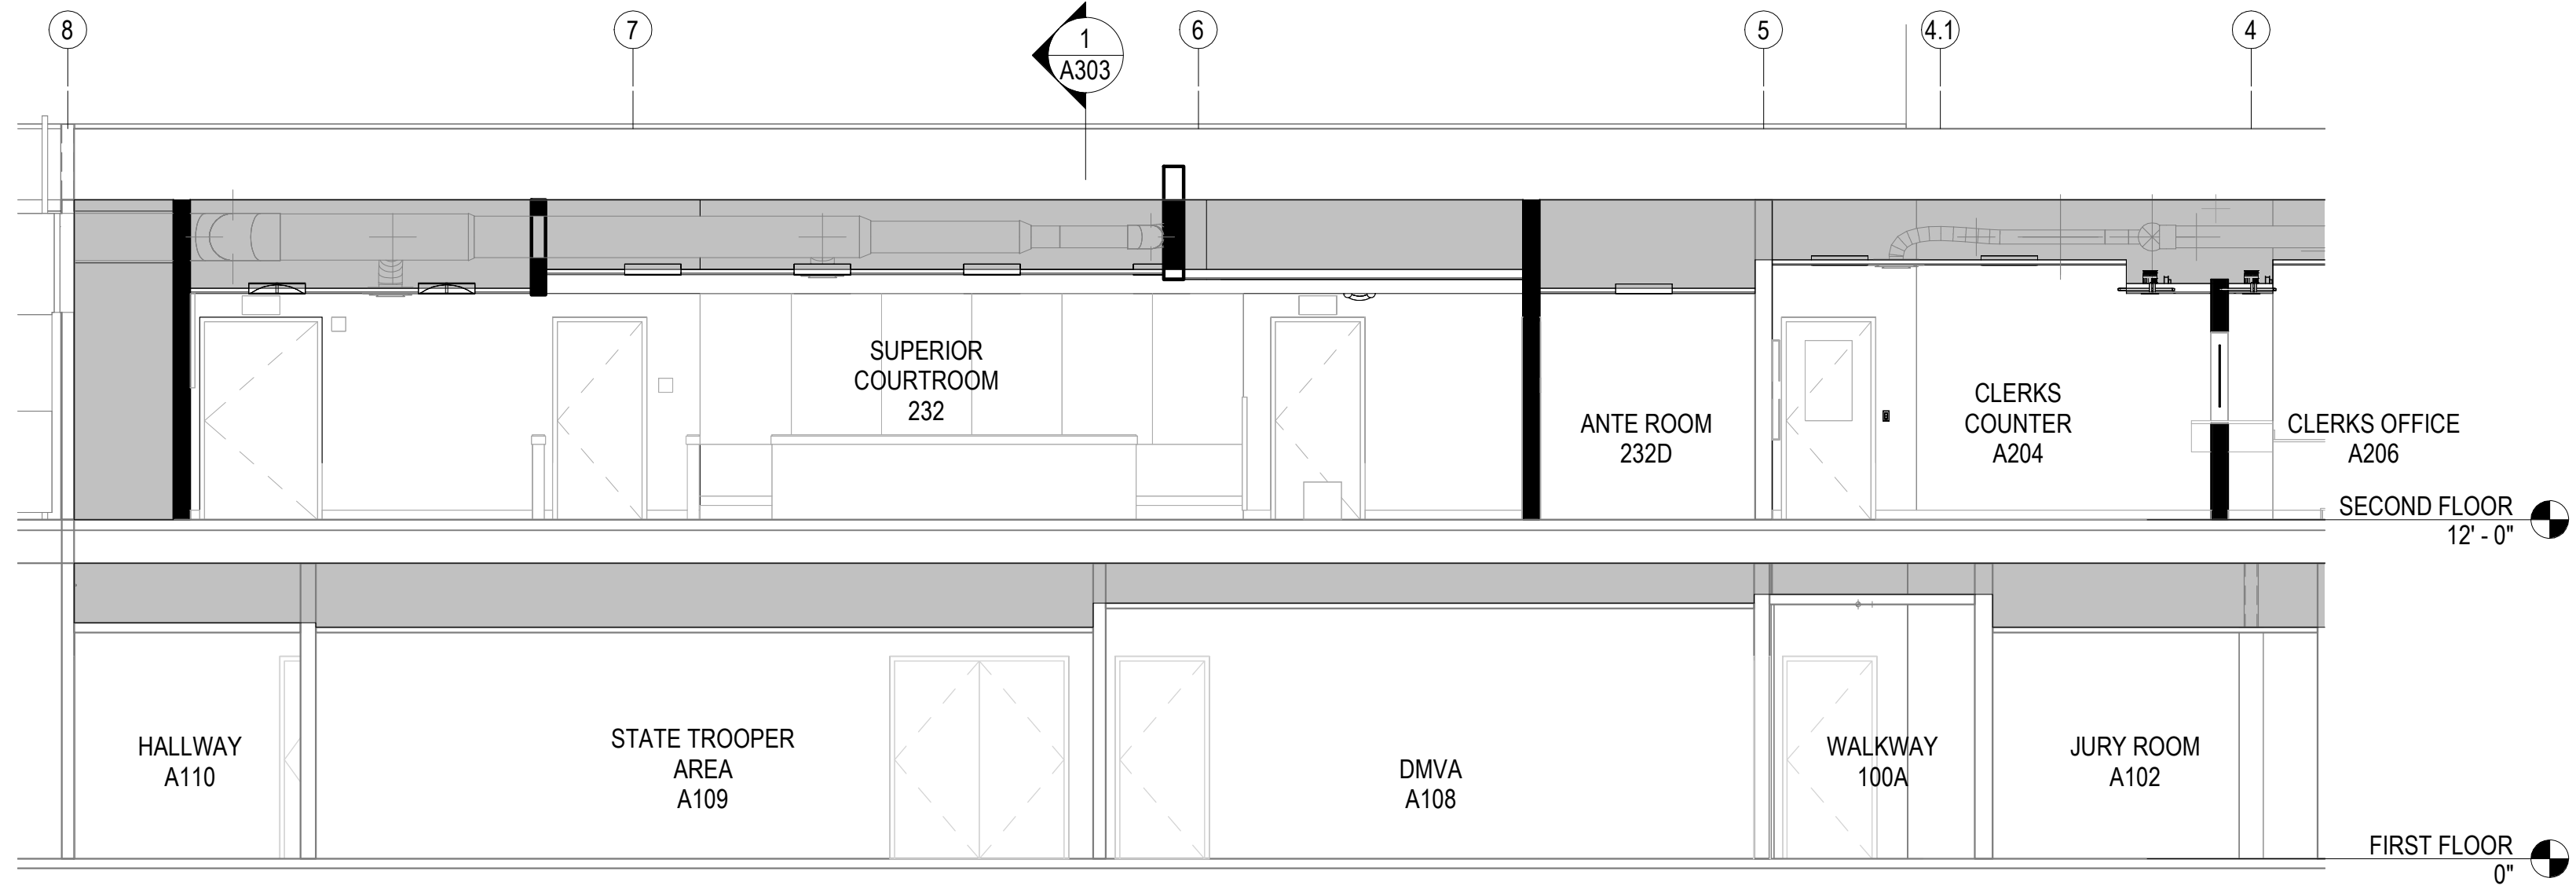 8
7
1
A303
6
5
4.1
4
SUPERIOR
COURTROOM
232
ANTE ROOM
232D
CLERKS
COUNTER
A204
CLERKS OFFICE
A206
SECOND FLOOR
12' - 0"
HALLWAY
A110
STATE TROOPER
AREA
A109
DMVA
A108
WALKWAY
100A
JURY ROOM
A102
FIRST FLOOR
0"